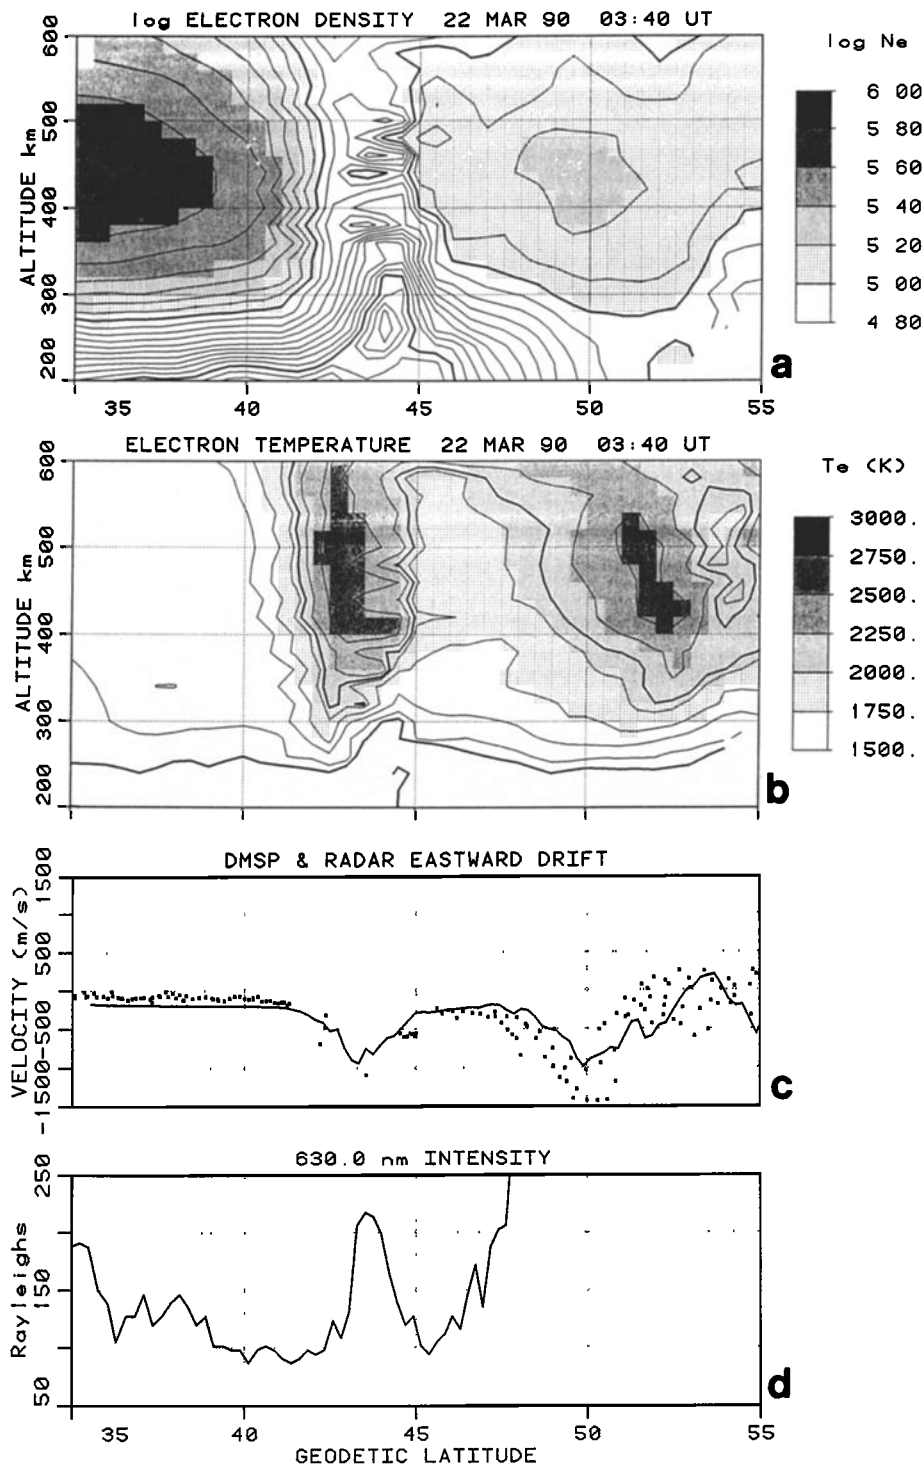 log ELECTRON DENSITY 22 MAR 90 03:40 UT
ALTITUDE km
600
500
400
300
200
35 40 45 50 55
log Ne
6 00
5 80
5 60
5 40
5 20
5 00
4 80
a
ELECTRON TEMPERATURE 22 MAR 90 03:40 UT
ALTITUDE km
600
500
400
300
200
Te (K)
3000.
2750.
2500.
2250.
2000.
1750.
1500.
b
DMSP & RADAR EASTWARD DRIFT
VELOCITY (m/s)
1500
500
-500
-1500
c
630.0 nm INTENSITY
Rayleighs
250
150
50
d
35 40 45 50 55
GEODETIC LATITUDE